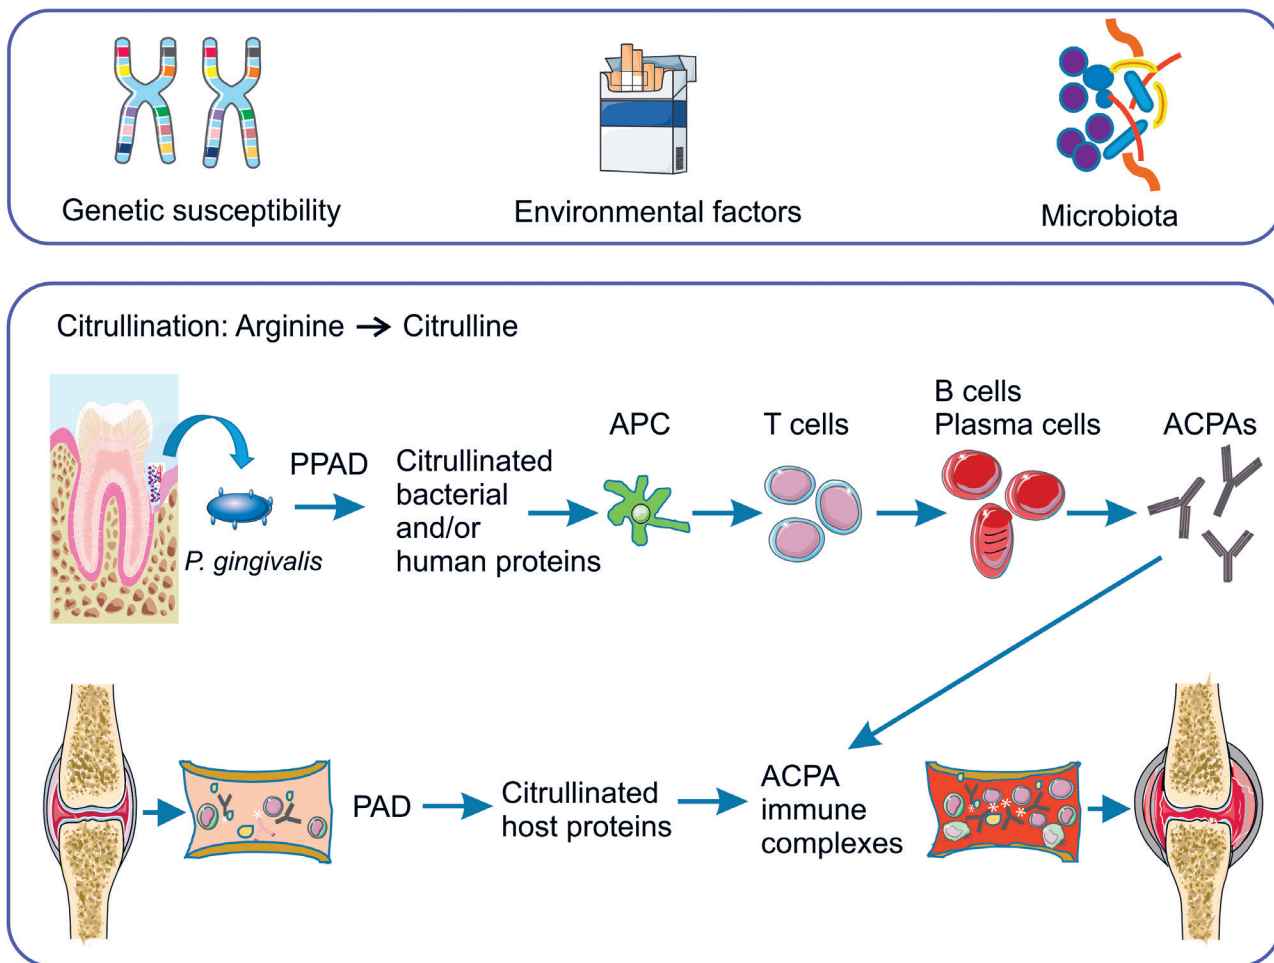 Genetic susceptibility
Environmental factors
Microbiota
Citrullination: Arginine → Citrulline
P. gingivalis
PPAD
Citrullinated
bacterial
and/or
human proteins
APC
T cells
B cells
Plasma cells
ACPAs
PAD
Citrullinated
host proteins
ACPA
immune
complexes